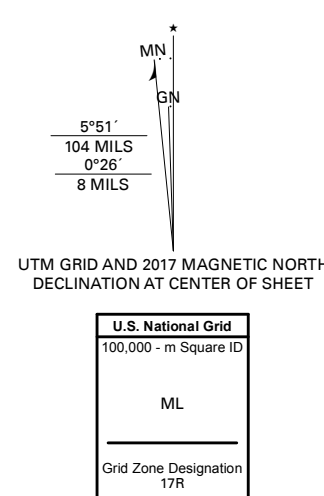 ★
MN
GN
5°51´
104 MILS
0°26´
8 MILS
UTM GRID AND 2017 MAGNETIC NORTH
DECLINATION AT CENTER OF SHEET
U.S. National Grid
100,000 - m Square ID
ML
Grid Zone Designation
17R